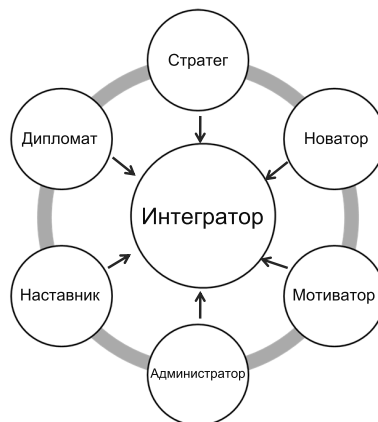 Стратег
Дипломат
Новатор
Интегратор
Наставник
Мотиватор
Администратор